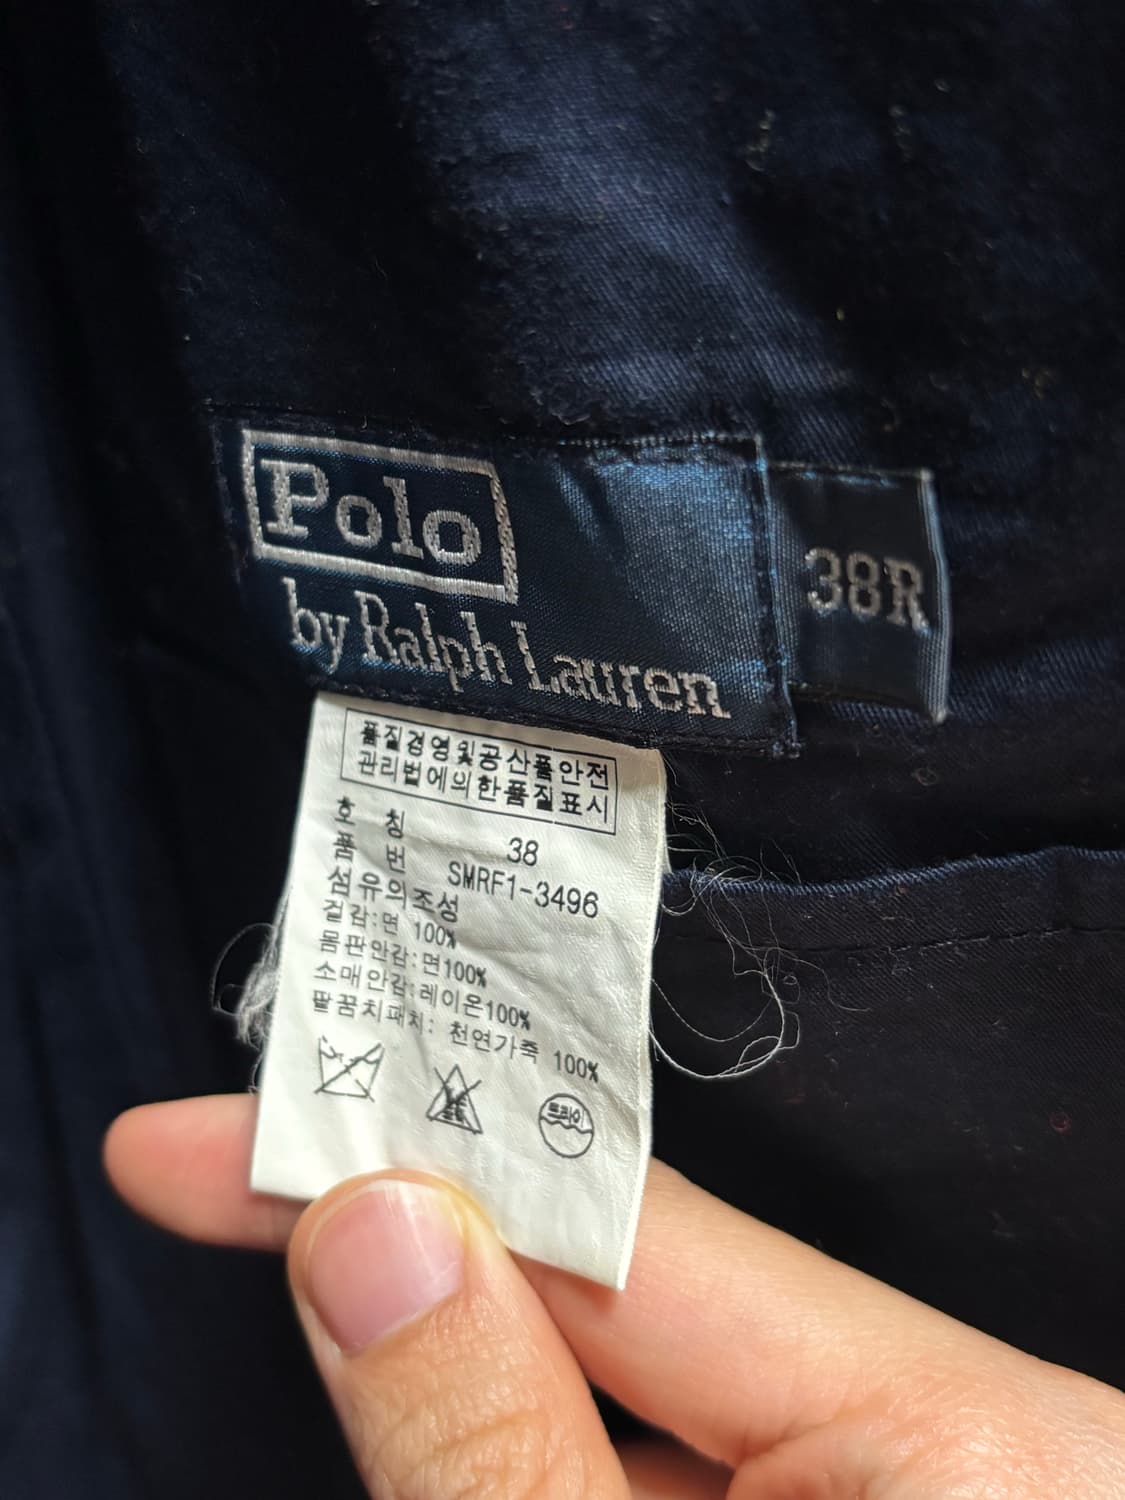 Polo
by Ralph Lauren
38R
품질경영및공산품안전
관리법에의한품질표시
호 칭 38
품 번 SMRF1-3496
섬유의조성
겉감:면 100%
몸판안감:면100%
소매안감:레이온100%
팔꿈치패치: 천연가죽 100%
드라이